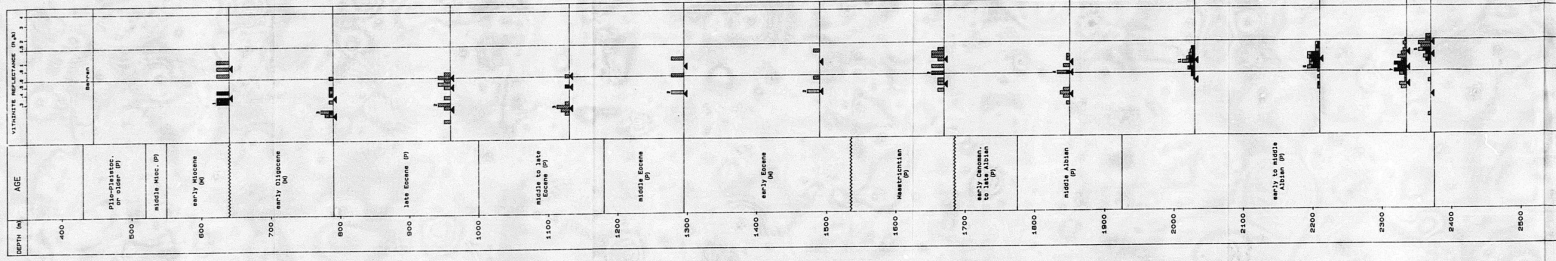 VITRINITE REFLECTANCE (R₀%)
Barren
AGE
Plio-Pleistoc.
or older (P)
middle Mioc. (P)
early Miocene
(M)
early Oligocene
(M)
late Eocene (P)
middle to late
Eocene (P)
middle Eocene
(P)
early Eocene
(M)
Maastrichtian
(P)
early Cenoman.
to late Albian
(P)
middle Albian
(P)
early to middle
Albian (P)
DEPTH (m)
400
500
600
700
800
900
1000
1100
1200
1300
1400
1500
1600
1700
1800
1900
2000
2100
2200
2300
2400
2500